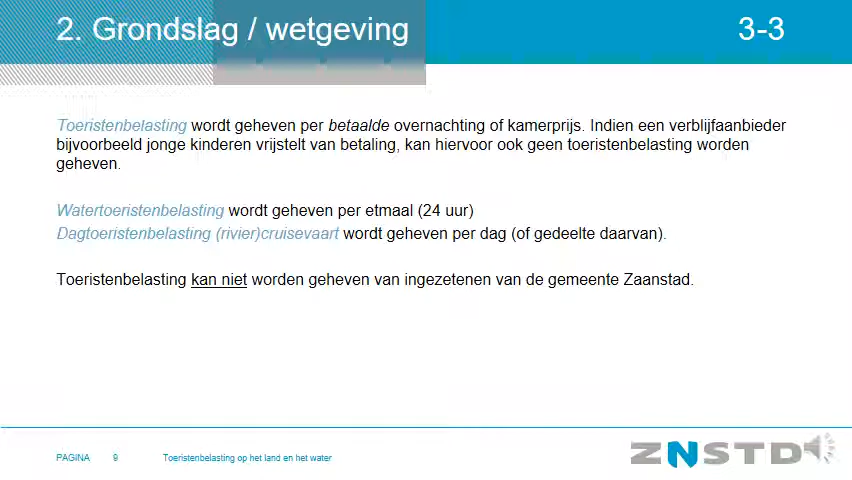 2. Grondslag / wetgeving 3-3
Toeristenbelasting wordt geheven per betaalde overnachting of kamerprijs. Indien een verblijfaanbieder
bijvoorbeeld jonge kinderen vrijstelt van betaling, kan hiervoor ook geen toeristenbelasting worden
geheven.
Watertoeristenbelasting wordt geheven per etmaal (24 uur)
Dagtoeristenbelasting (rivier)cruisevaart wordt geheven per dag (of gedeelte daarvan).
Toeristenbelasting kan niet worden geheven van ingezetenen van de gemeente Zaanstad.
PAGINA 9 Toeristenbelasting op het land en het water
ZNSTD